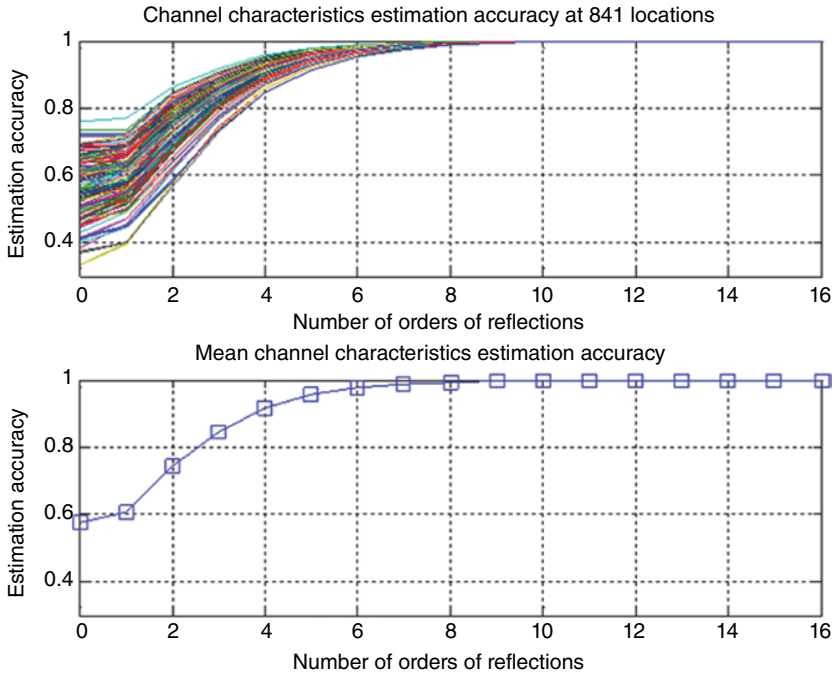 Channel characteristics estimation accuracy at 841 locations
1
0.8
0.6
0.4
Estimation accuracy
0 2 4 6 8 10 12 14 16
Number of orders of reflections
Mean channel characteristics estimation accuracy
1
0.8
0.6
0.4
Estimation accuracy
0 2 4 6 8 10 12 14 16
Number of orders of reflections